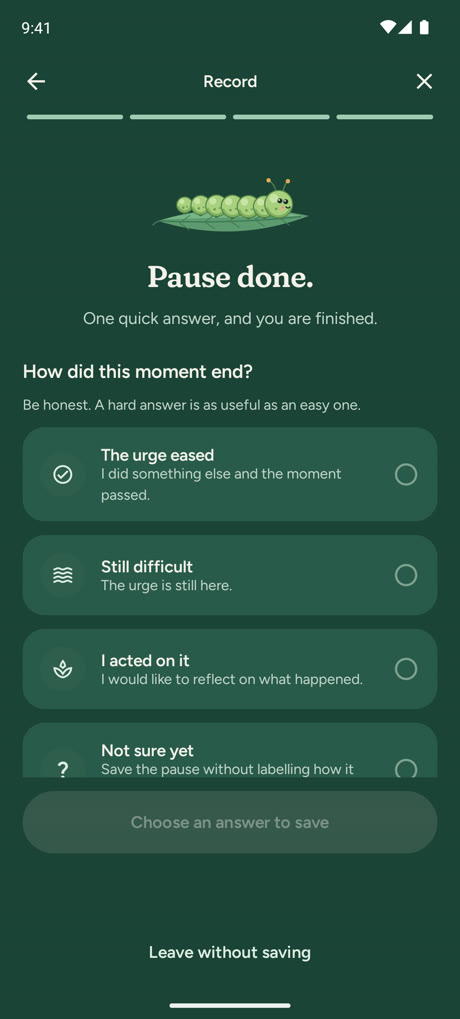 9:41
Record
Pause done.
One quick answer, and you are finished.
How did this moment end?
Be honest. A hard answer is as useful as an easy one.
The urge eased
I did something else and the moment
passed.
Still difficult
The urge is still here.
I acted on it
I would like to reflect on what happened.
Not sure yet
?
Save the pause without labelling how it
Choose an answer to save
Leave without saving